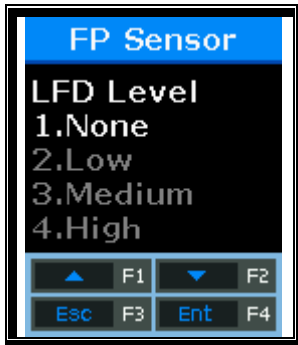 FP Sensor
LFD Level
1.None
2.Low
3.Medium
4.High
▲ F1 ▼ F2
Esc F3 Ent F4